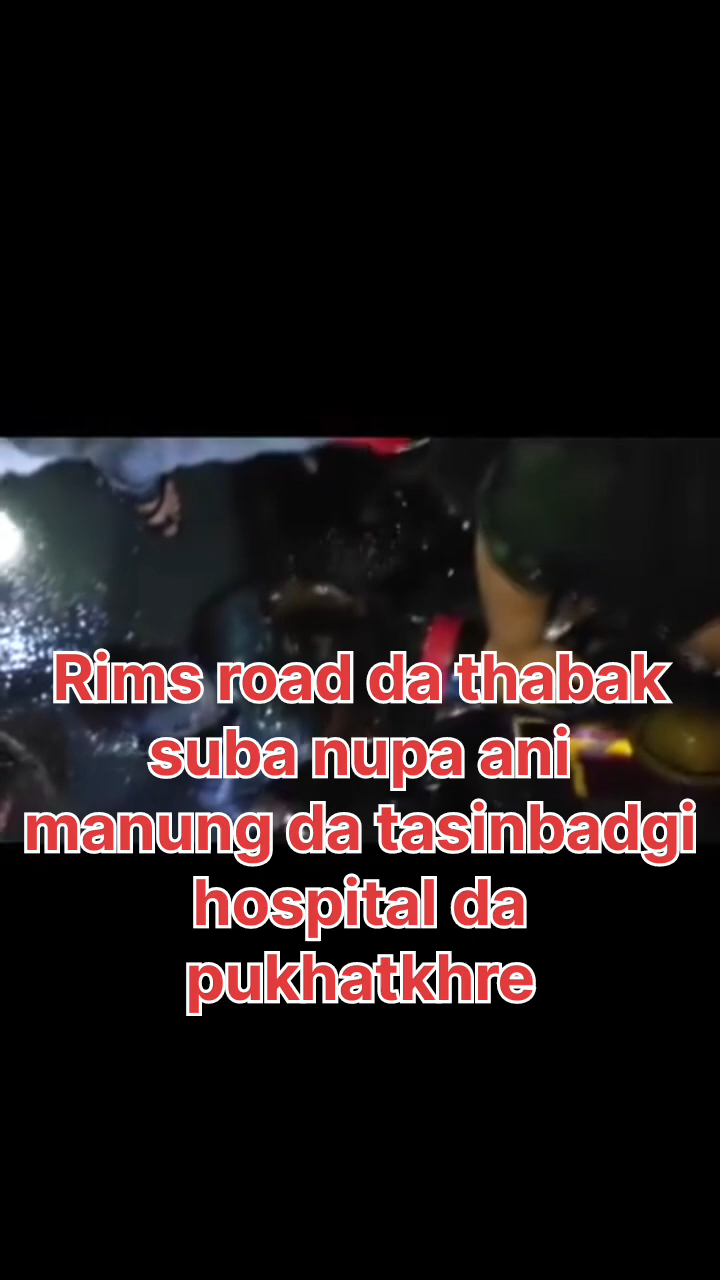 Rims road da thabak
suba nupa ani
manung da tasinbadgi
hospital da
pukhatkhre